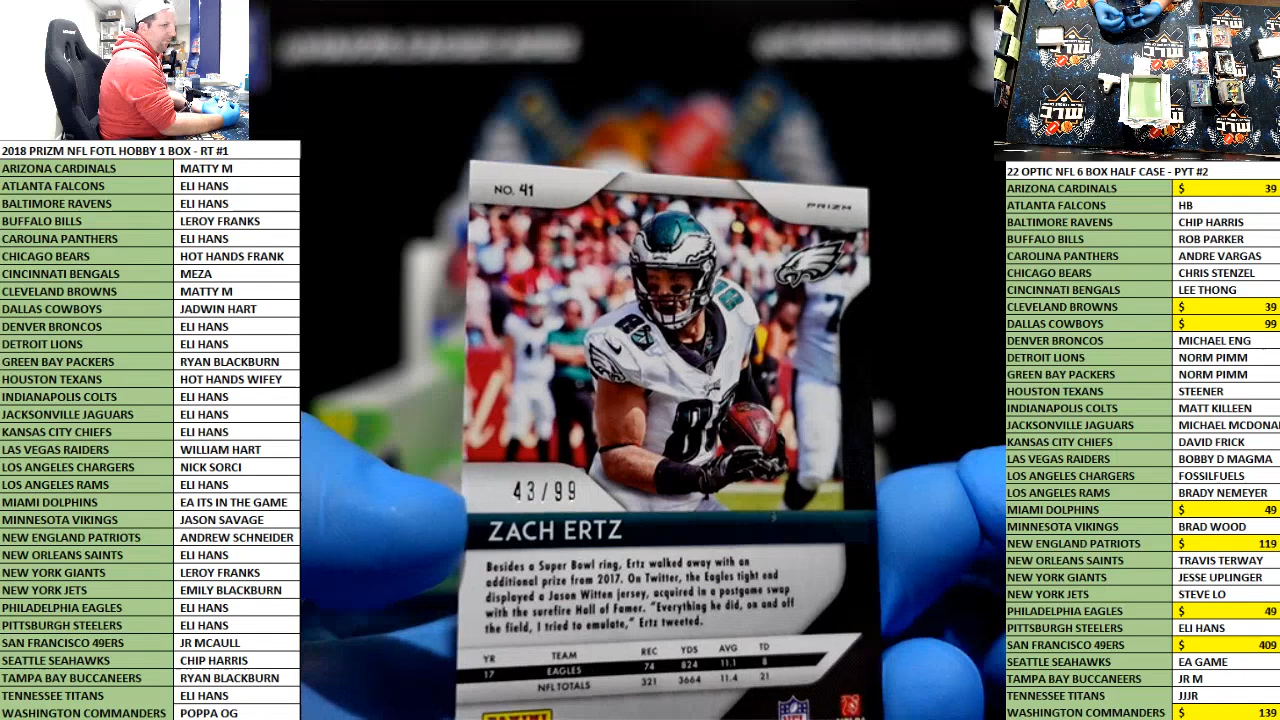 2018 PRIZM NFL FOTL HOBBY 1 BOX - RT #1
ARIZONA CARDINALS MATTY M
ATLANTA FALCONS ELI HANS
BALTIMORE RAVENS ELI HANS
BUFFALO BILLS LEROY FRANKS
CAROLINA PANTHERS ELI HANS
CHICAGO BEARS HOT HANDS FRANK
CINCINNATI BENGALS MEZA
CLEVELAND BROWNS MATTY M
DALLAS COWBOYS JADWIN HART
DENVER BRONCOS ELI HANS
DETROIT LIONS ELI HANS
GREEN BAY PACKERS RYAN BLACKBURN
HOUSTON TEXANS HOT HANDS WIFEY
INDIANAPOLIS COLTS ELI HANS
JACKSONVILLE JAGUARS ELI HANS
KANSAS CITY CHIEFS ELI HANS
LAS VEGAS RAIDERS WILLIAM HART
LOS ANGELES CHARGERS NICK SORCI
LOS ANGELES RAMS ELI HANS
MIAMI DOLPHINS EA ITS IN THE GAME
MINNESOTA VIKINGS JASON SAVAGE
NEW ENGLAND PATRIOTS ANDREW SCHNEIDER
NEW ORLEANS SAINTS ELI HANS
NEW YORK GIANTS LEROY FRANKS
NEW YORK JETS EMILY BLACKBURN
PHILADELPHIA EAGLES ELI HANS
PITTSBURGH STEELERS ELI HANS
SAN FRANCISCO 49ERS JR MCAULL
SEATTLE SEAHAWKS CHIP HARRIS
TAMPA BAY BUCCANEERS RYAN BLACKBURN
TENNESSEE TITANS ELI HANS
WASHINGTON COMMANDERS POPPA OG
NO. 41
PRIZM
43/99
ZACH ERTZ
Besides a Super Bowl ring, Ertz walked away with an
additional prize from 2017. On Twitter, the Eagles tight end
displayed a Jason Witten jersey, acquired in a postgame swap
with the surefire Hall of Famer. "Everything he did, on and off
the field, I tried to emulate," Ertz tweeted.
YR TEAM REC YDS AVG TD
17 EAGLES 74 824 11.1 8
NFL TOTALS 321 3664 11.4 21
PANINI
NFL
22 OPTIC NFL 6 BOX HALF CASE - PYT #2
ARIZONA CARDINALS $ 39
ATLANTA FALCONS HB
BALTIMORE RAVENS CHIP HARRIS
BUFFALO BILLS ROB PARKER
CAROLINA PANTHERS ANDRE VARGAS
CHICAGO BEARS CHRIS STENZEL
CINCINNATI BENGALS LEE THONG
CLEVELAND BROWNS $ 39
DALLAS COWBOYS $ 99
DENVER BRONCOS MICHAEL ENG
DETROIT LIONS NORM PIMM
GREEN BAY PACKERS NORM PIMM
HOUSTON TEXANS STEENER
INDIANAPOLIS COLTS MATT KILLEEN
JACKSONVILLE JAGUARS MICHAEL MCDONA
KANSAS CITY CHIEFS DAVID FRICK
LAS VEGAS RAIDERS BOBBY D MAGMA
LOS ANGELES CHARGERS FOSSILFUELS
LOS ANGELES RAMS BRADY NEMEYER
MIAMI DOLPHINS $ 49
MINNESOTA VIKINGS BRAD WOOD
NEW ENGLAND PATRIOTS $ 119
NEW ORLEANS SAINTS TRAVIS TERWAY
NEW YORK GIANTS JESSE UPLINGER
NEW YORK JETS STEVE LO
PHILADELPHIA EAGLES $ 49
PITTSBURGH STEELERS ELI HANS
SAN FRANCISCO 49ERS $ 409
SEATTLE SEAHAWKS EA GAME
TAMPA BAY BUCCANEERS JR M
TENNESSEE TITANS JJJR
WASHINGTON COMMANDERS $ 139